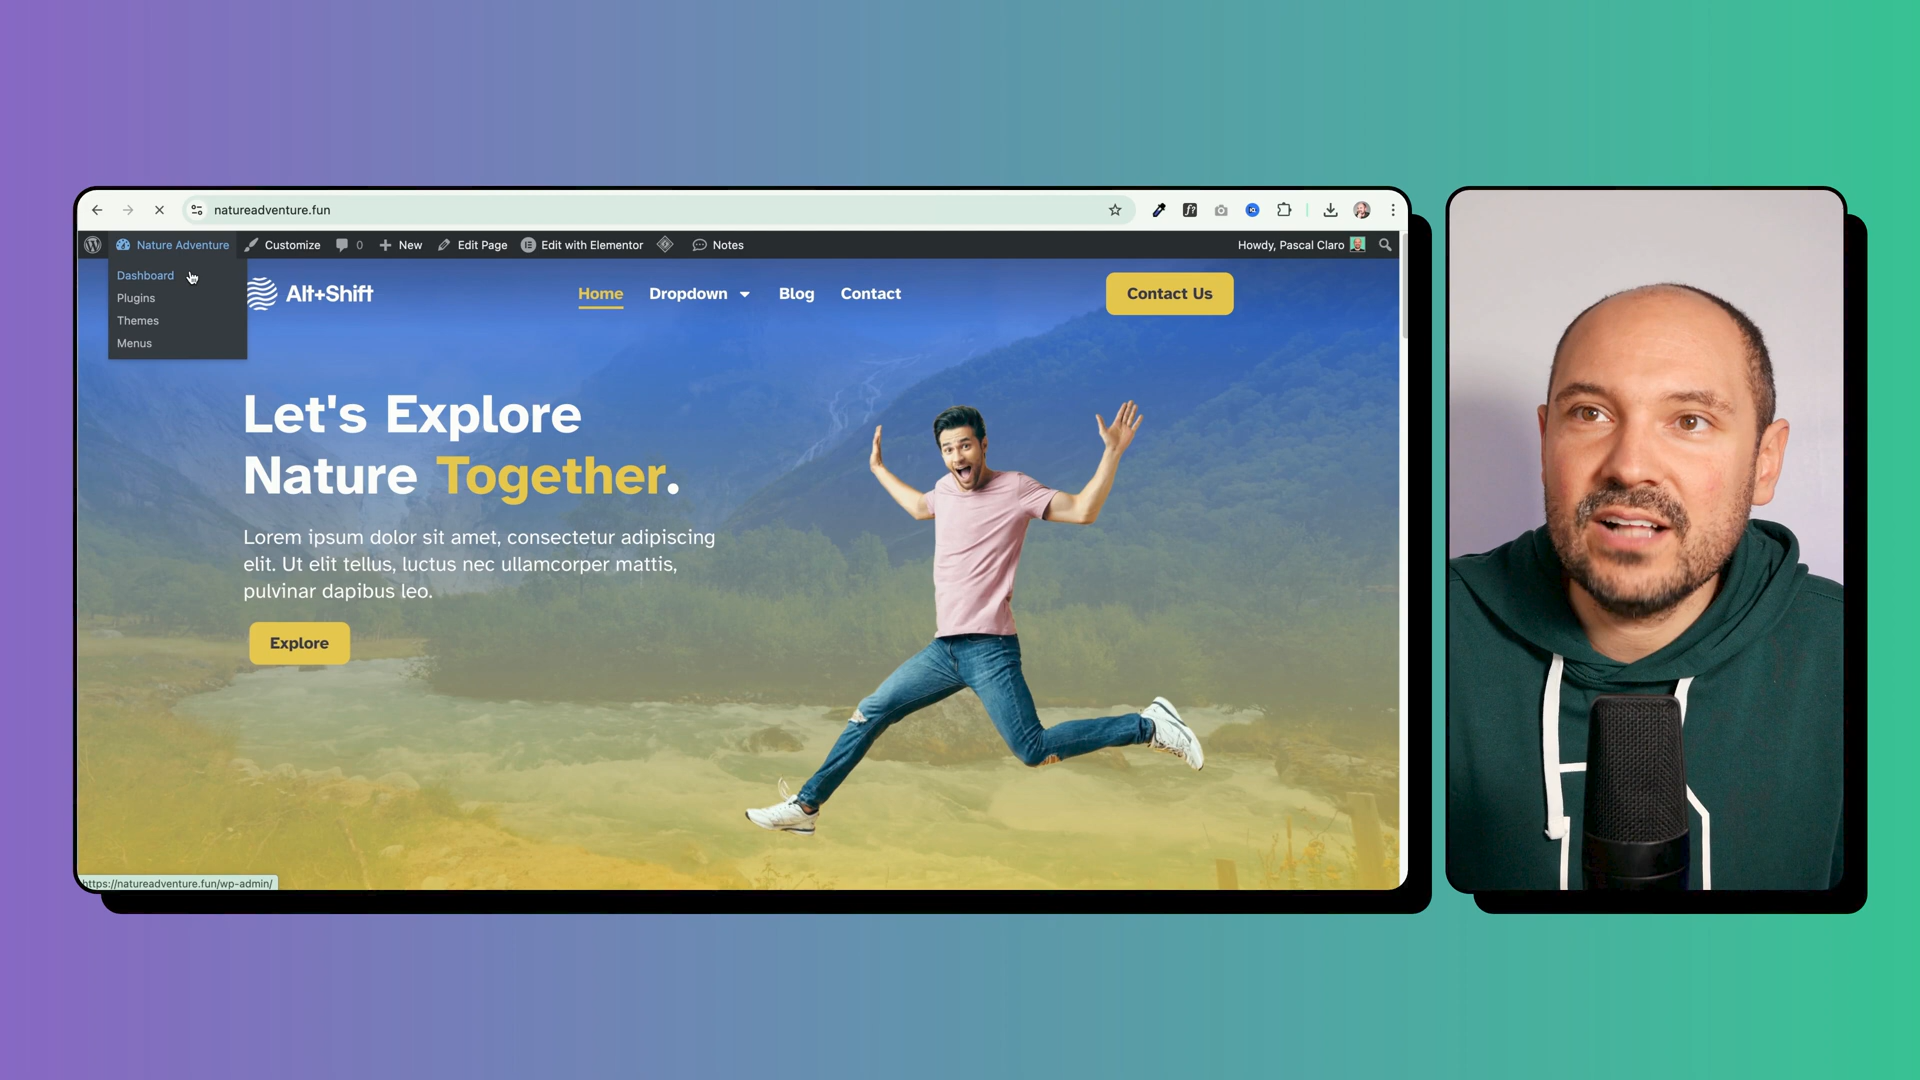 natureadventure.fun
Nature Adventure Customize 0 New Edit Page Edit with Elementor Notes Howdy, Pascal Claro
Dashboard
Plugins
Themes
Menus
Alt+Shift Home Dropdown Blog Contact Contact Us
Let's Explore
Nature Together.
Lorem ipsum dolor sit amet, consectetur adipiscing
elit. Ut elit tellus, luctus nec ullamcorper mattis,
pulvinar dapibus leo.
Explore
https://natureadventure.fun/wp-admin/